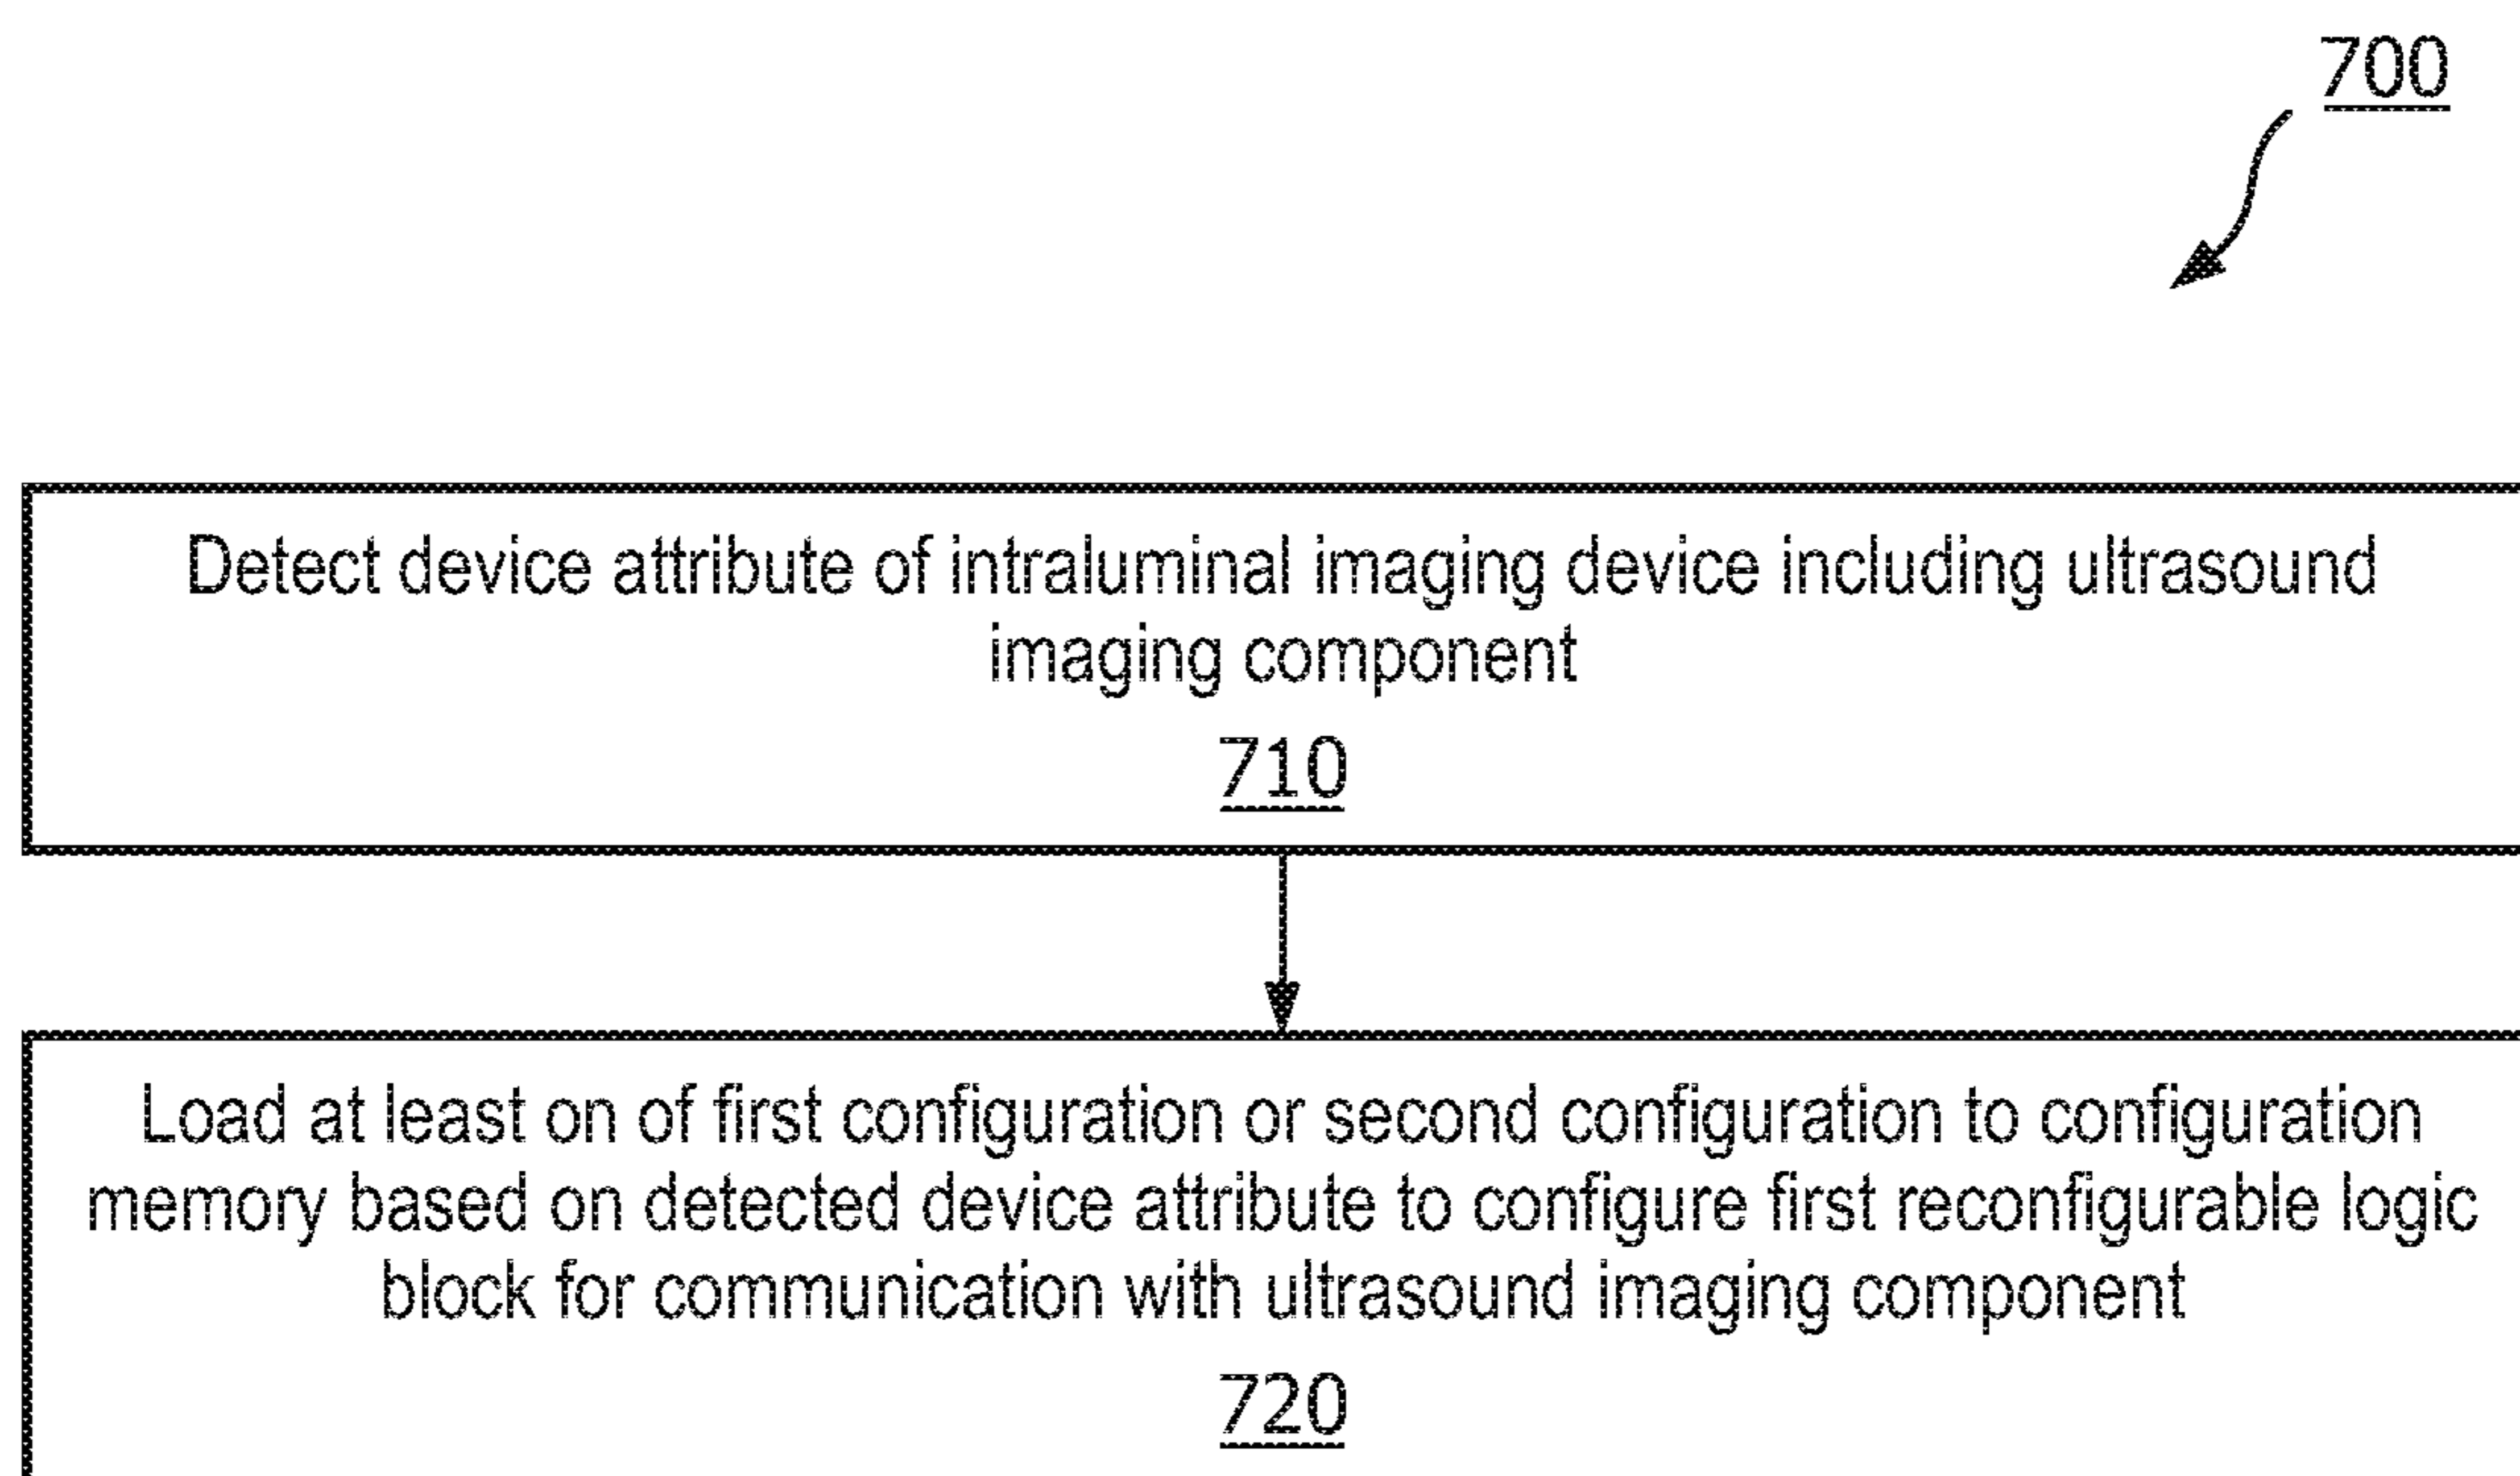 700
Detect device attribute of intraluminal imaging device including ultrasound
imaging component
710
Load at least on of first configuration or second configuration to configuration
memory based on detected device attribute to configure first reconfigurable logic
block for communication with ultrasound imaging component
720